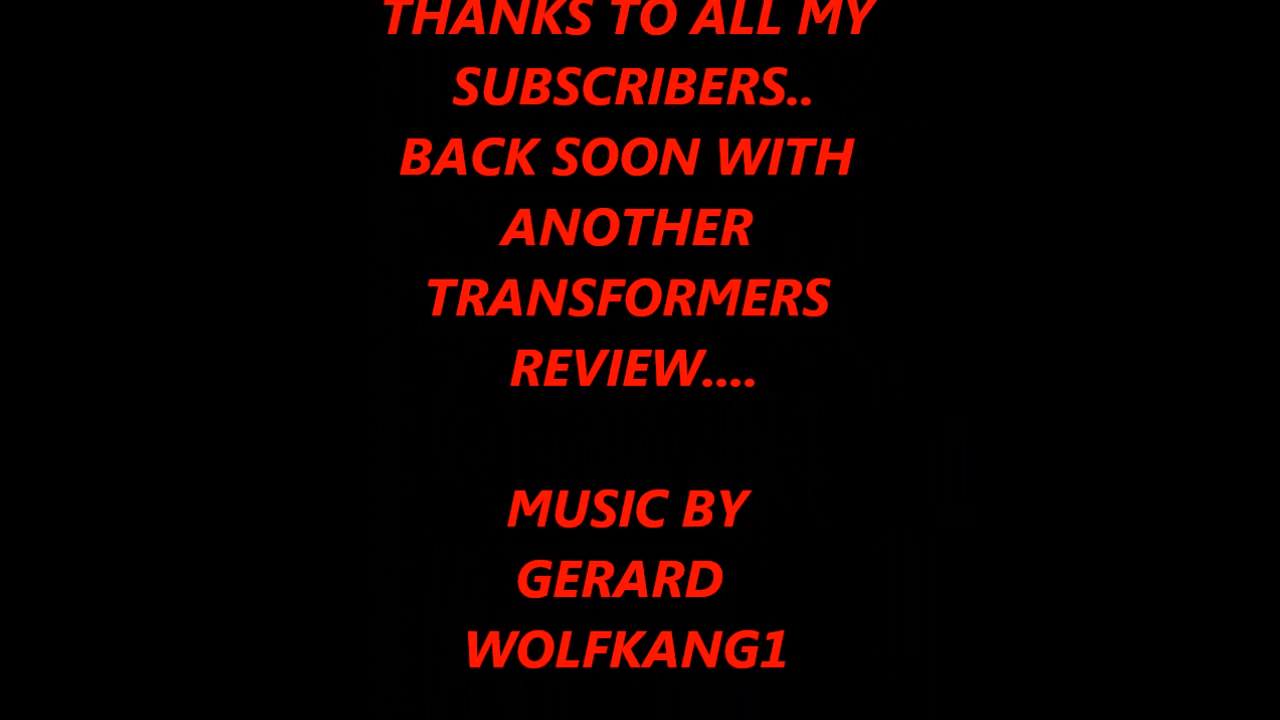 THANKS TO ALL MY
SUBSCRIBERS..
BACK SOON WITH
ANOTHER
TRANSFORMERS
REVIEW....
MUSIC BY
GERARD
WOLFKANG1